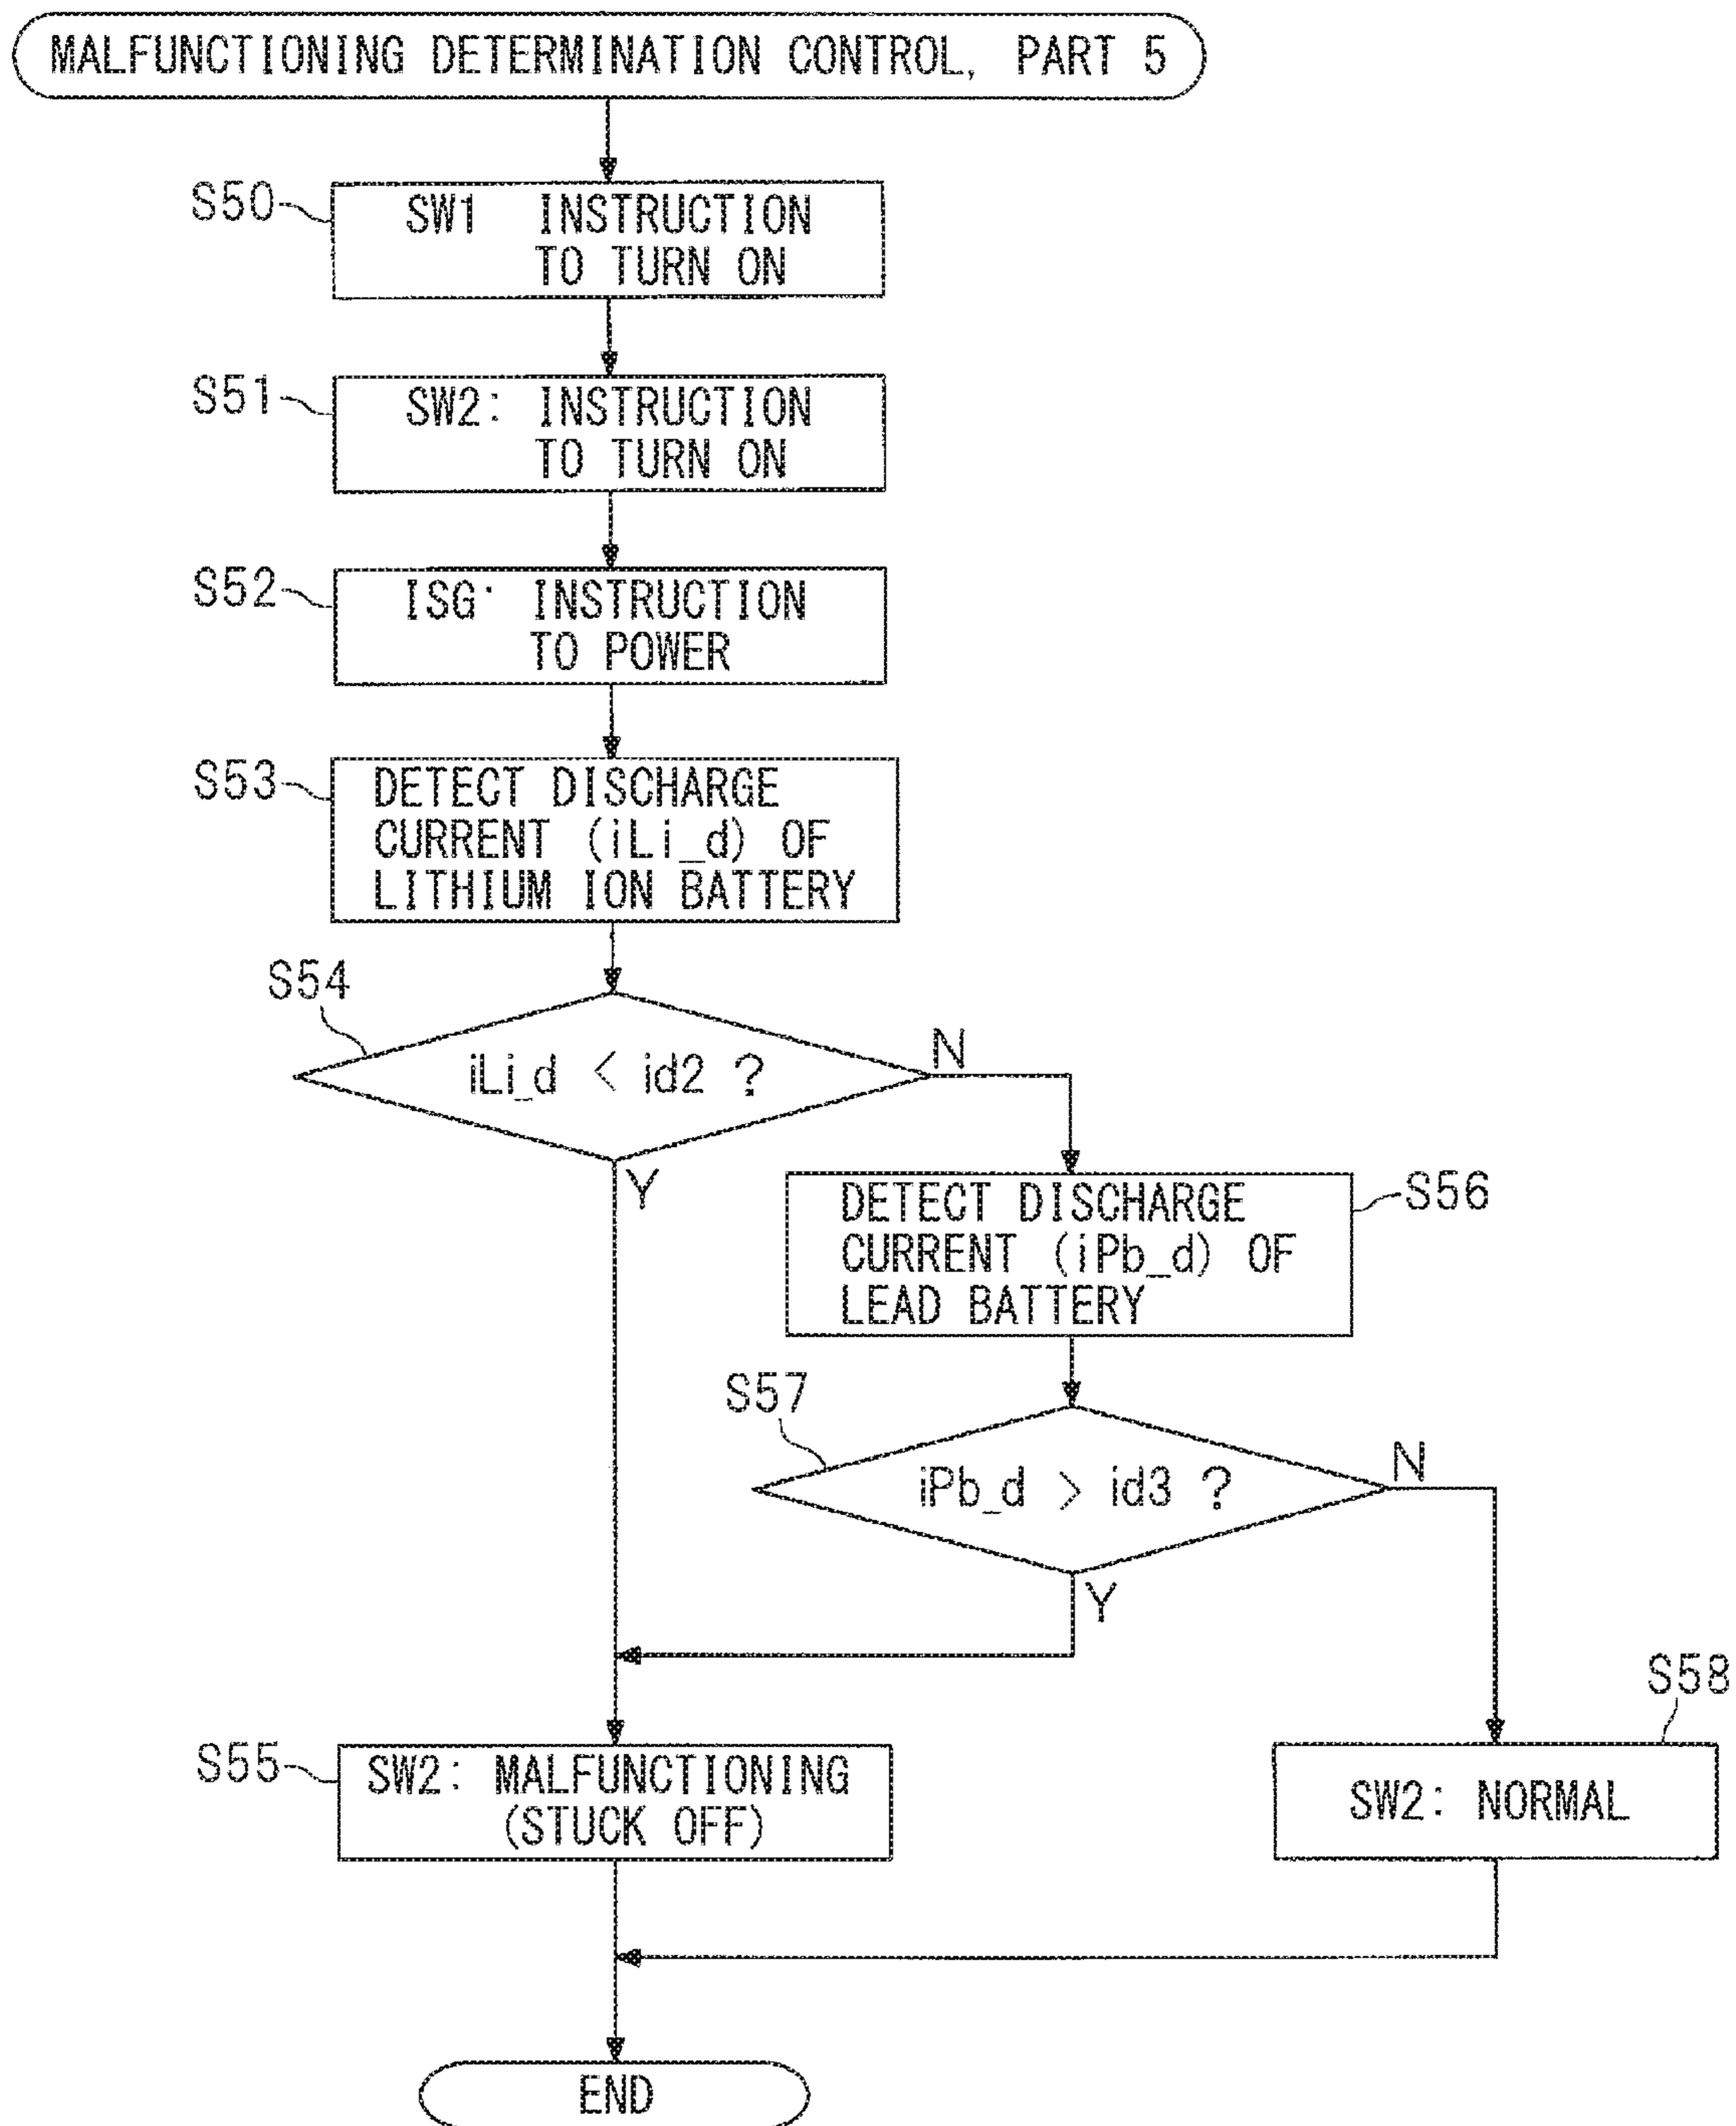 MALFUNCTIONING DETERMINATION CONTROL, PART 5
S50
SW1 INSTRUCTION
TO TURN ON
S51
SW2: INSTRUCTION
TO TURN ON
S52
ISG: INSTRUCTION
TO POWER
S53
DETECT DISCHARGE
CURRENT (iLi_d) OF
LITHIUM ION BATTERY
S54
iLi_d < id2 ?
N
Y
S56
DETECT DISCHARGE
CURRENT (iPb_d) OF
LEAD BATTERY
S57
iPb_d > id3 ?
N
Y
S55
SW2: MALFUNCTIONING
(STUCK OFF)
S58
SW2: NORMAL
END